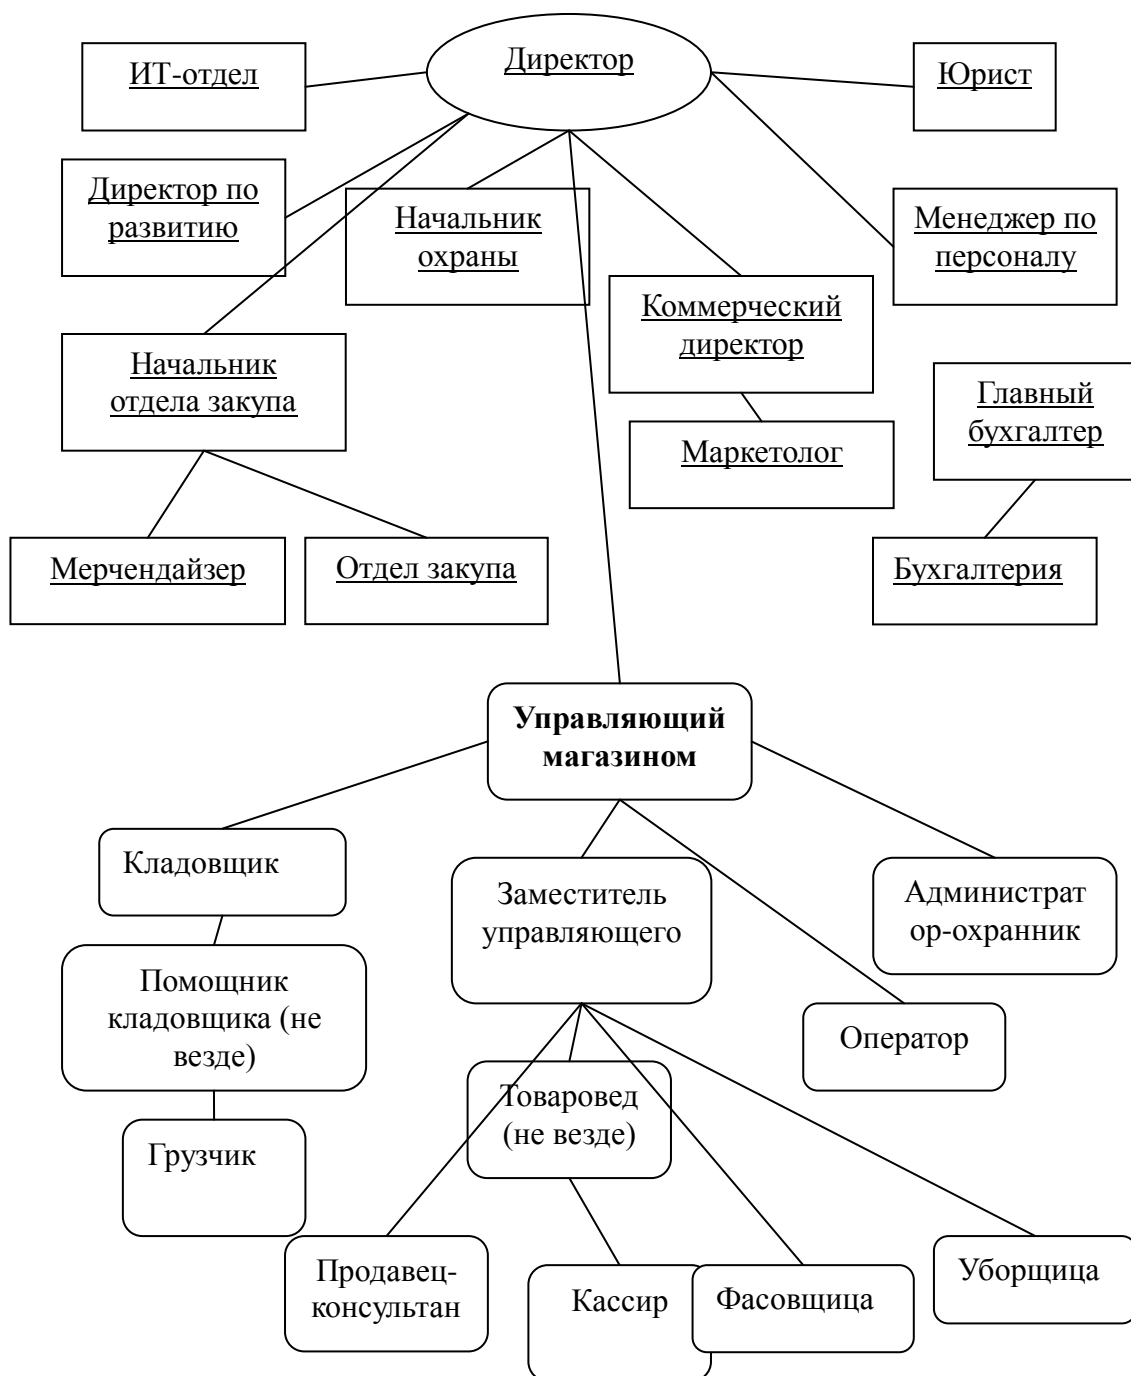 Директор
ИТ-отдел
Юрист
Директор по
развитию
Начальник
охраны
Менеджер по
персоналу
Коммерческий
директор
Начальник
отдела закупа
Главный
бухгалтер
Маркетолог
Мерчендайзер
Отдел закупа
Бухгалтерия
Управляющий
магазином
Кладовщик
Заместитель
управляющего
Администрат
ор-охранник
Помощник
кладовщика (не
везде)
Оператор
Товаровед
(не везде)
Грузчик
Продавец-
консультан
Кассир
Фасовщица
Уборщица